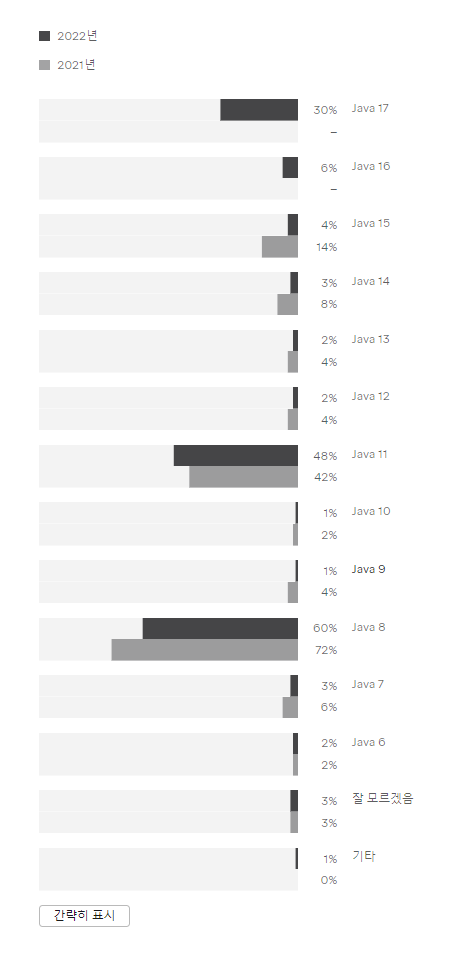 2022년
2021년
30% Java 17
–
6% Java 16
–
4% Java 15
14%
3% Java 14
8%
2% Java 13
4%
2% Java 12
4%
48% Java 11
42%
1% Java 10
2%
1% Java 9
4%
60% Java 8
72%
3% Java 7
6%
2% Java 6
2%
3% 잘 모르겠음
3%
1% 기타
0%
간략히 표시